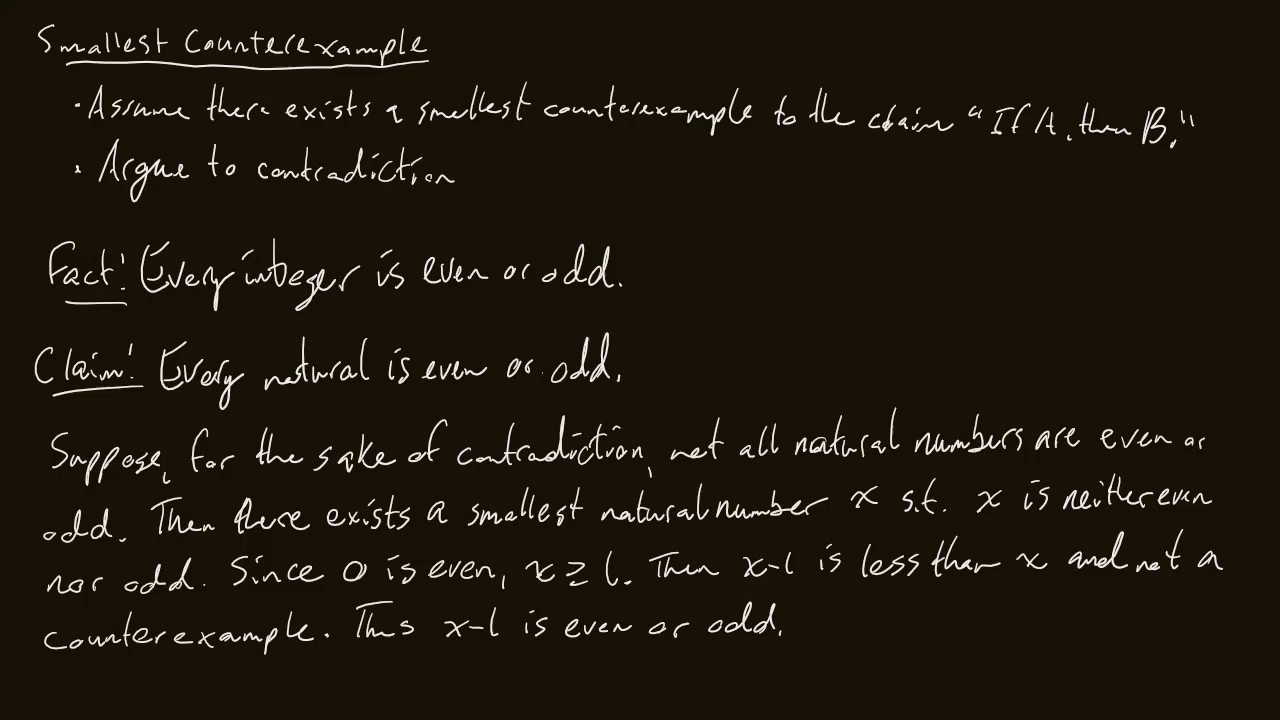 Smallest Counterexample
• Assume there exists a smallest counterexample to the claim "If A, then B."
• Argue to contradiction
Fact: Every integer is even or odd.
Claim: Every natural is even or odd.
Suppose, for the sake of contradiction, not all natural numbers are even or
odd. Then there exists a smallest natural number x s.t. x is neither even
nor odd. Since 0 is even, x ≥ 1. Then x-1 is less than x and not a
counterexample. Thus x-1 is even or odd.